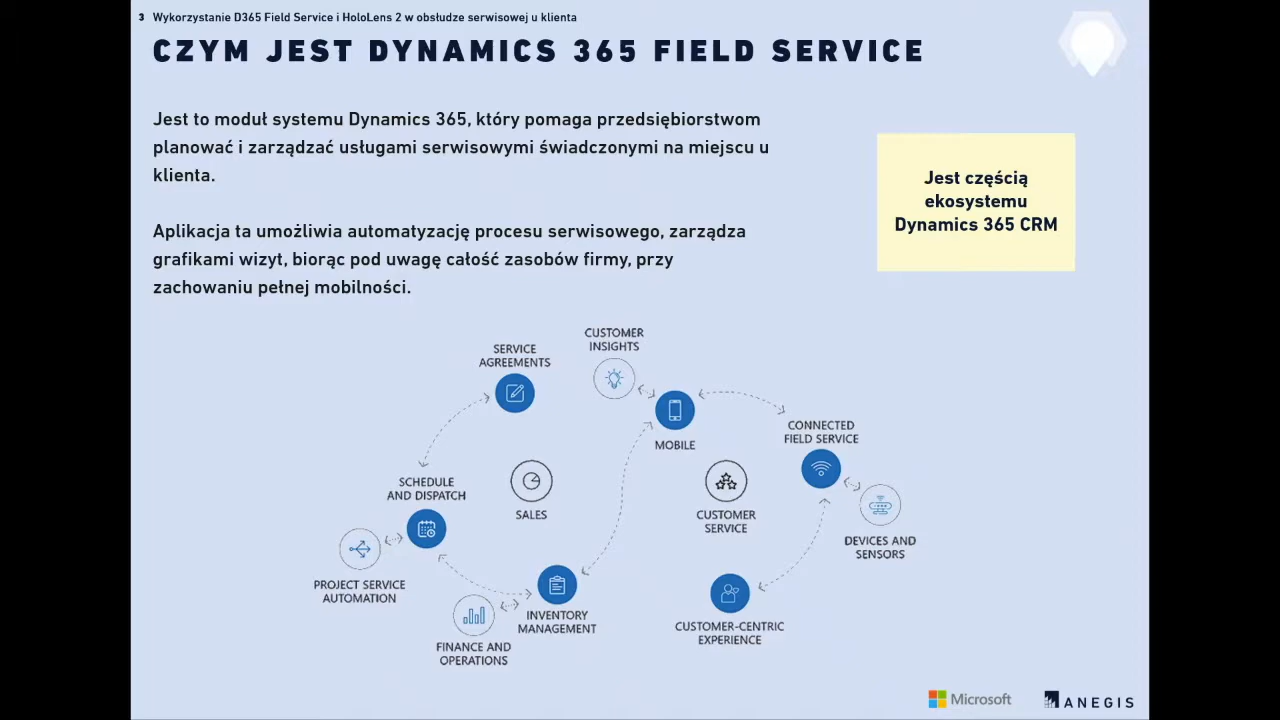 3 Wykorzystanie D365 Field Service i HoloLens 2 w obsłudze serwisowej u klienta
CZYM JEST DYNAMICS 365 FIELD SERVICE
Jest to moduł systemu Dynamics 365, który pomaga przedsiębiorstwom
planować i zarządzać usługami serwisowymi świadczonymi na miejscu u
klienta.
Aplikacja ta umożliwia automatyzację procesu serwisowego, zarządza
grafikami wizyt, biorąc pod uwagę całość zasobów firmy, przy
zachowaniu pełnej mobilności.
Jest częścią
ekosystemu
Dynamics 365 CRM
CUSTOMER
INSIGHTS
SERVICE
AGREEMENTS
MOBILE
CONNECTED
FIELD SERVICE
SCHEDULE
AND DISPATCH
SALES
CUSTOMER
SERVICE
DEVICES AND
SENSORS
PROJECT SERVICE
AUTOMATION
INVENTORY
MANAGEMENT
CUSTOMER-CENTRIC
EXPERIENCE
FINANCE AND
OPERATIONS
Microsoft
ANEGIS